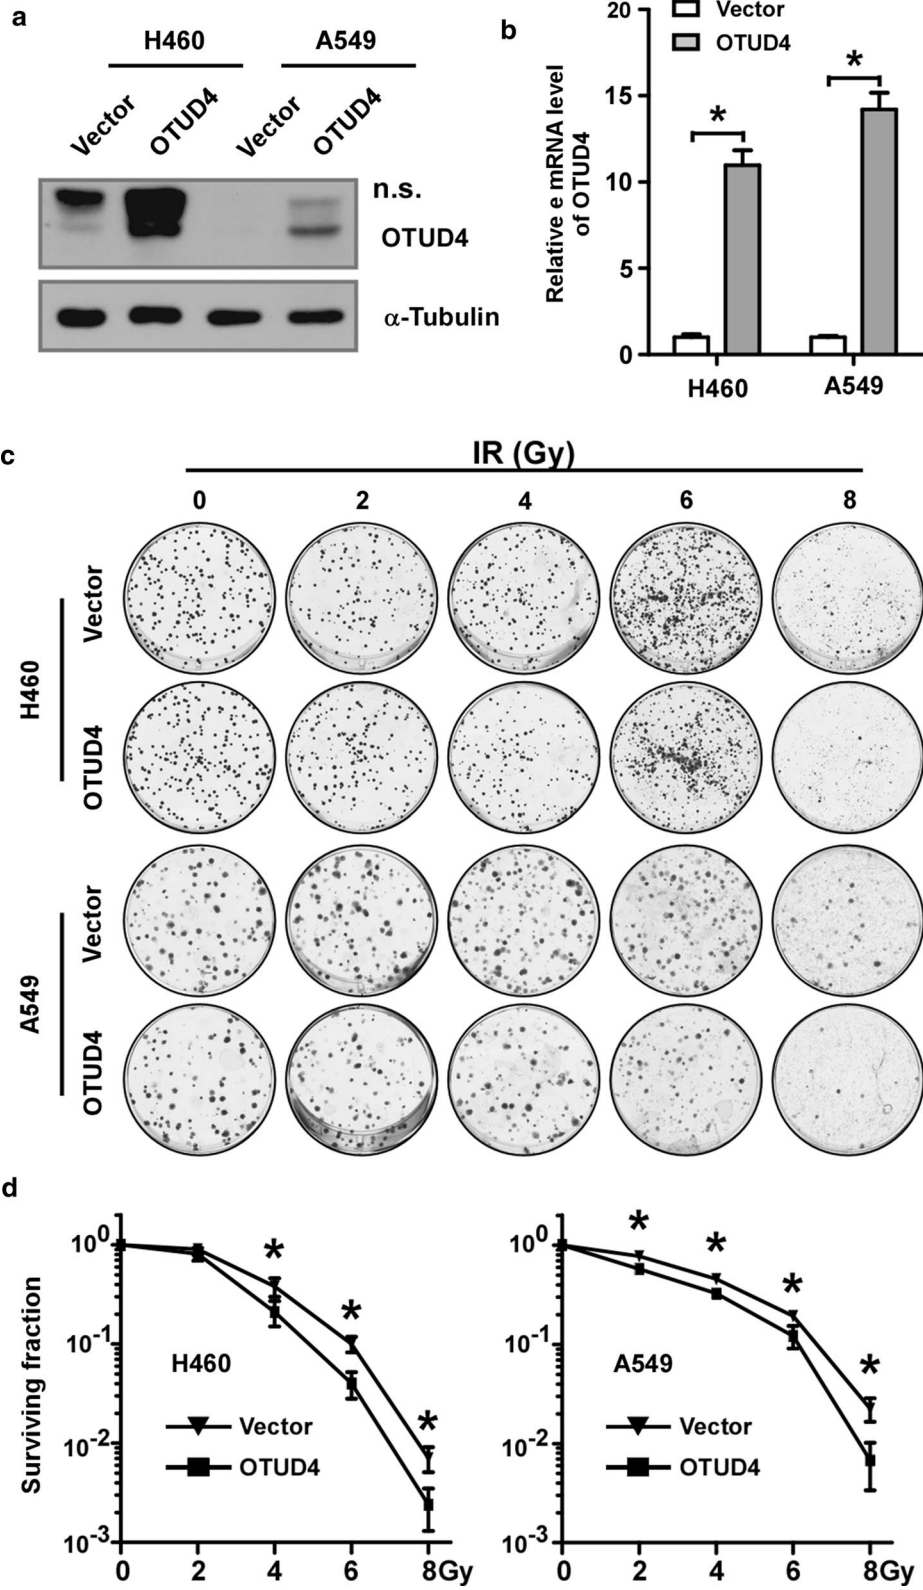 a
H460 A549
Vector OTUD4 Vector OTUD4
n.s.
OTUD4
α-Tubulin
b
Vector
OTUD4
Relative e mRNA level
of OTUD4
20
15
10
5
0
* *
H460 A549
c
IR (Gy)
0 2 4 6 8
H460
Vector
OTUD4
A549
Vector
OTUD4
d
Surviving fraction
10⁰
10⁻¹
10⁻²
10⁻³
* * *
H460
Vector
OTUD4
0 2 4 6 8Gy
10⁰
10⁻¹
10⁻²
10⁻³
* * * *
A549
Vector
OTUD4
0 2 4 6 8Gy